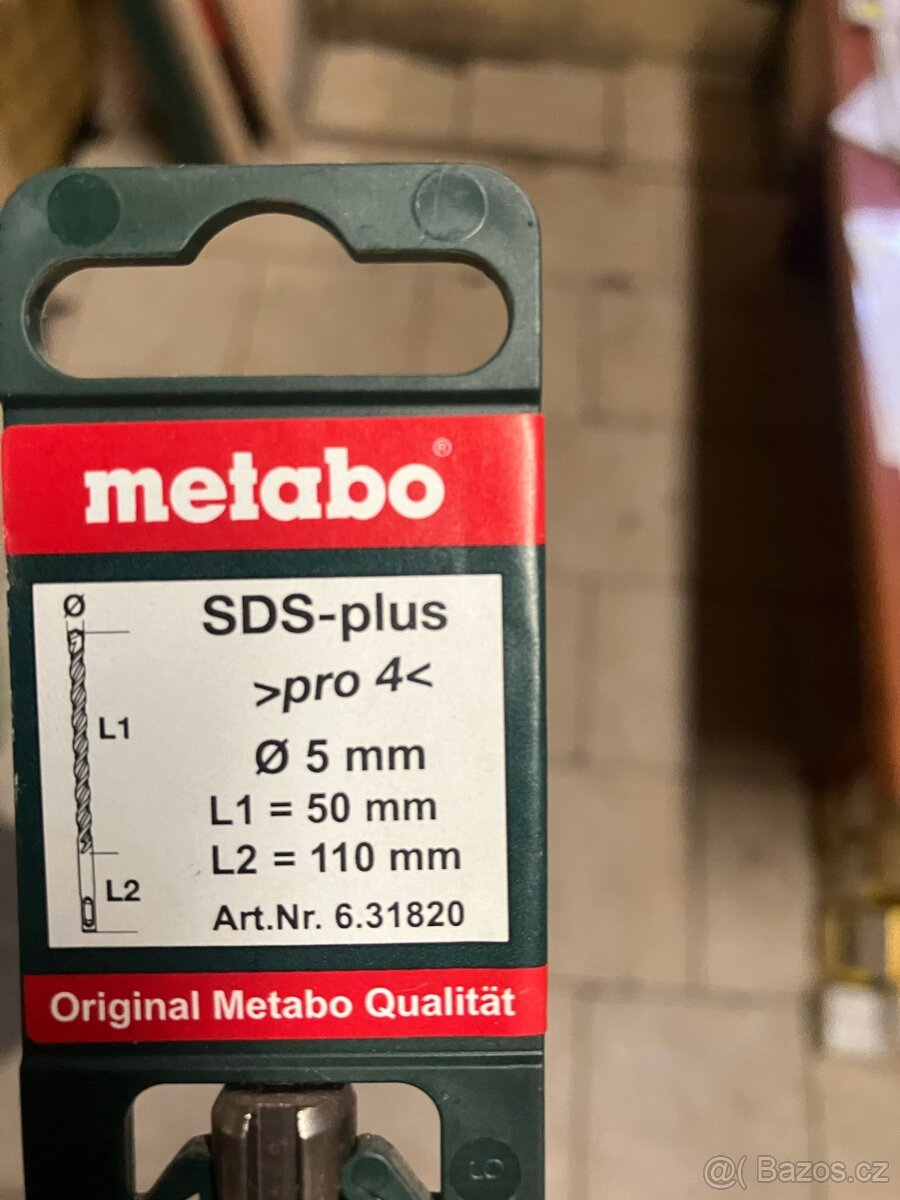 metabo®
Ø
SDS-plus
>pro 4<
L1
Ø 5 mm
L1 = 50 mm
L2 = 110 mm
L2
Art.Nr. 6.31820
Original Metabo Qualität
6
@( Bazos.cz